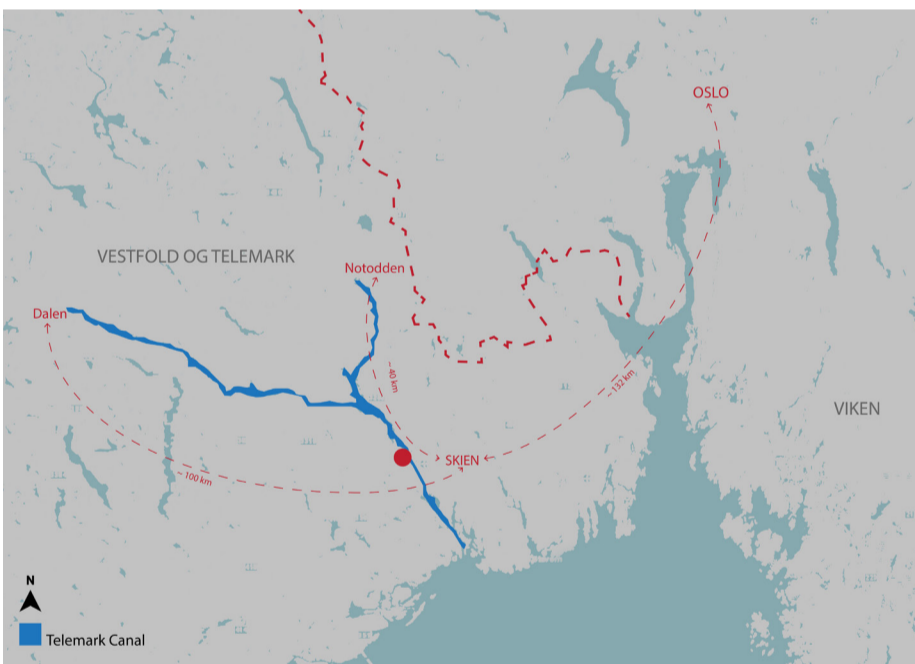 OSLO
VESTFOLD OG TELEMARK
Notodden
Dalen
~40 km
~132 km
VIKEN
SKIEN
~100 km
N
Telemark Canal